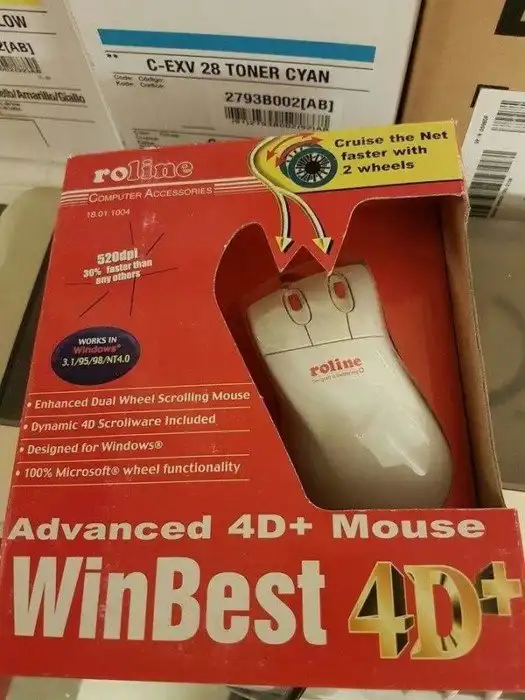 LOW
2[AB]
C-EXV 28 TONER CYAN
2793B002[AB]
roline
COMPUTER ACCESSORIES
18.01.1004
Cruise the Net
faster with
2 wheels
520dpi
30% faster than
any others
WORKS IN
Windows®
3.1/95/98/NT4.0
roline
• Enhanced Dual Wheel Scrolling Mouse
• Dynamic 4D Scrollware Included
• Designed for Windows®
• 100% Microsoft® wheel functionality
Advanced 4D+ Mouse
WinBest 4D+